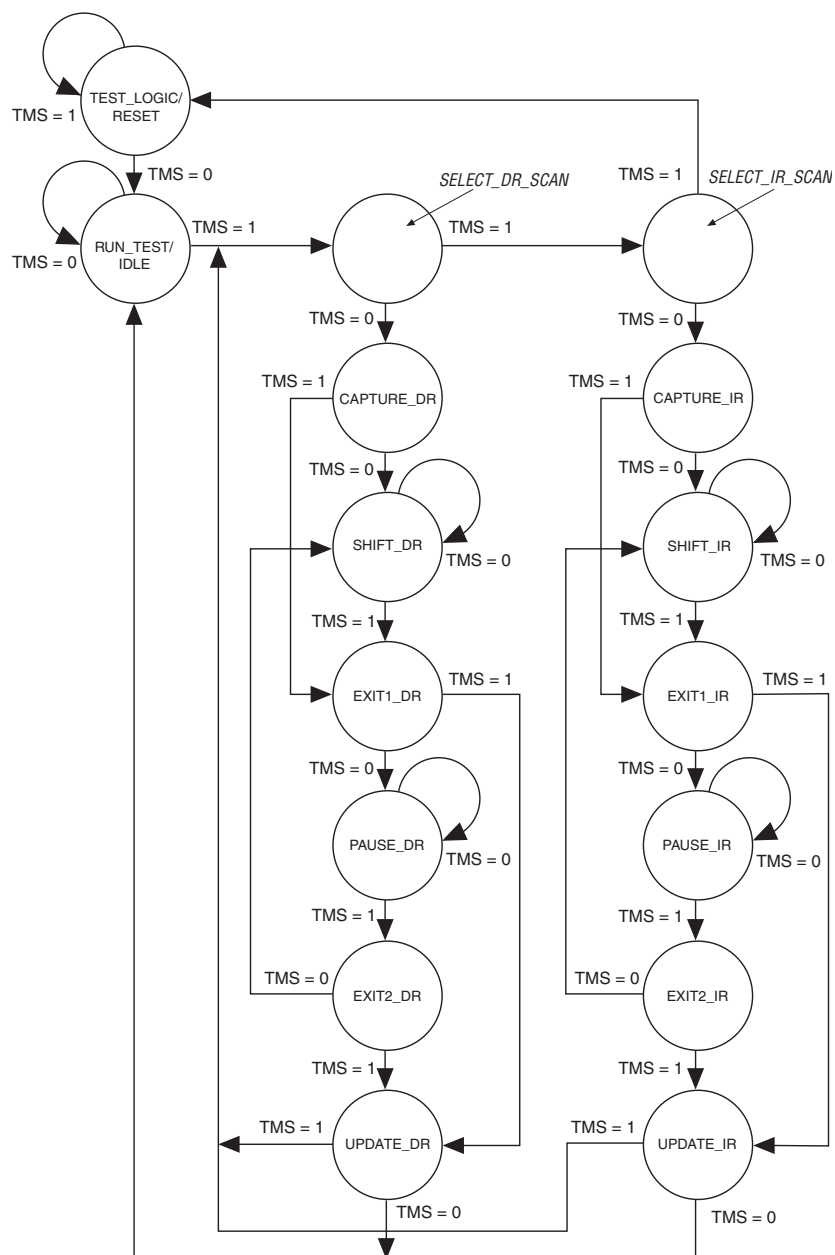 TEST_LOGIC/
RESET
TMS = 1
TMS = 0
SELECT_DR_SCAN
TMS = 1
SELECT_IR_SCAN
RUN_TEST/
IDLE
TMS = 0
TMS = 1
TMS = 1
TMS = 0
TMS = 0
TMS = 1
CAPTURE_DR
TMS = 1
CAPTURE_IR
TMS = 0
TMS = 0
SHIFT_DR
TMS = 0
SHIFT_IR
TMS = 0
TMS = 1
TMS = 1
EXIT1_DR
TMS = 1
EXIT1_IR
TMS = 1
TMS = 0
TMS = 0
PAUSE_DR
TMS = 0
PAUSE_IR
TMS = 0
TMS = 1
TMS = 1
TMS = 0
EXIT2_DR
TMS = 0
EXIT2_IR
TMS = 1
TMS = 1
TMS = 1
UPDATE_DR
TMS = 1
UPDATE_IR
TMS = 0
TMS = 0